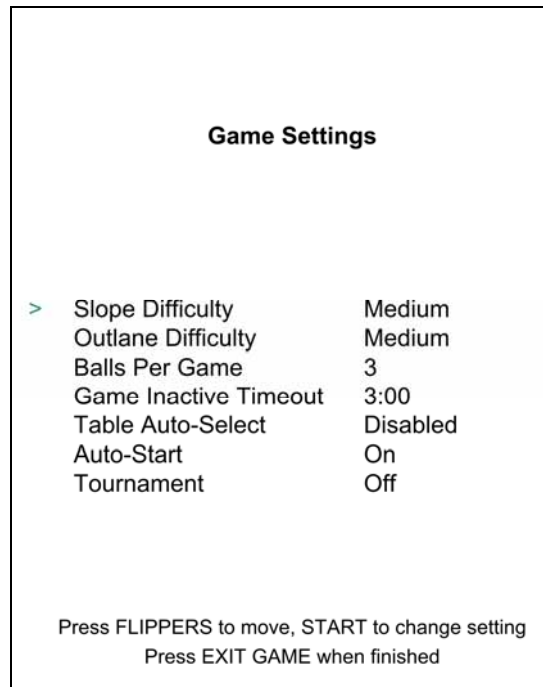 Game Settings
> Slope Difficulty Medium
Outlane Difficulty Medium
Balls Per Game 3
Game Inactive Timeout 3:00
Table Auto-Select Disabled
Auto-Start On
Tournament Off
Press FLIPPERS to move, START to change setting
Press EXIT GAME when finished